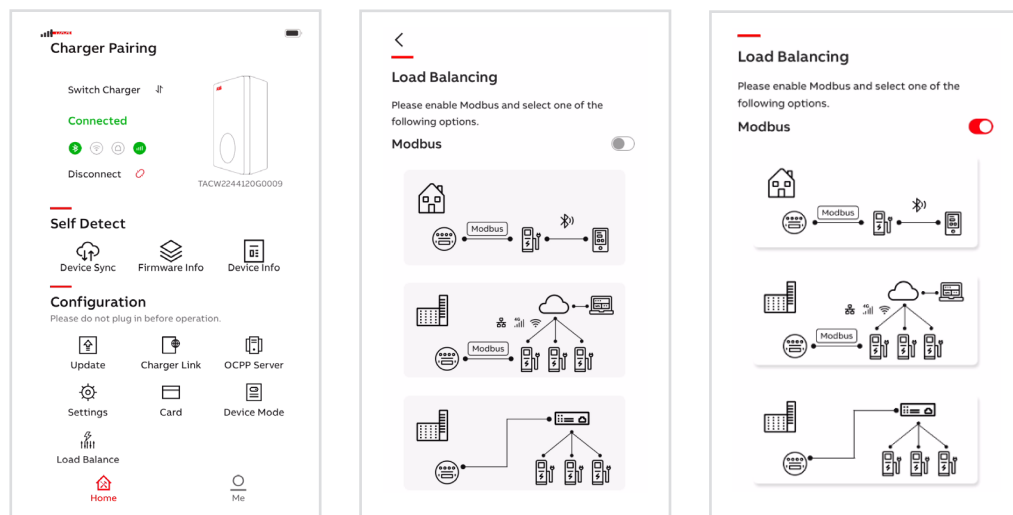 Charger Pairing
Switch Charger
Connected
Disconnect
TACW2244120G0009
Self Detect
Device Sync
Firmware Info
Device Info
Configuration
Please do not plug in before operation.
Update
Charger Link
OCPP Server
Settings
Card
Device Mode
Load Balance
Home
Me
Load Balancing
Please enable Modbus and select one of the
following options.
Modbus
Modbus
4G
Modbus
Load Balancing
Please enable Modbus and select one of the
following options.
Modbus
Modbus
4G
Modbus